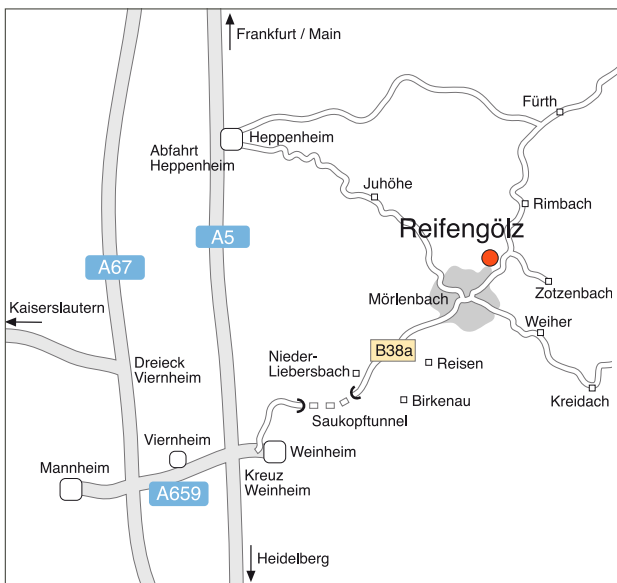 Frankfurt / Main
Fürth
Heppenheim
Abfahrt
Heppenheim
Juhöhe
Rimbach
Reifengölz
A5
A67
Zotzenbach
Kaiserslautern
Mörlenbach
Weiher
B38a
Dreieck
Viernheim
Nieder-
Liebersbach
Reisen
Kreidach
Birkenau
Saukopftunnel
Viernheim
Weinheim
Mannheim
Kreuz
Weinheim
A659
Heidelberg